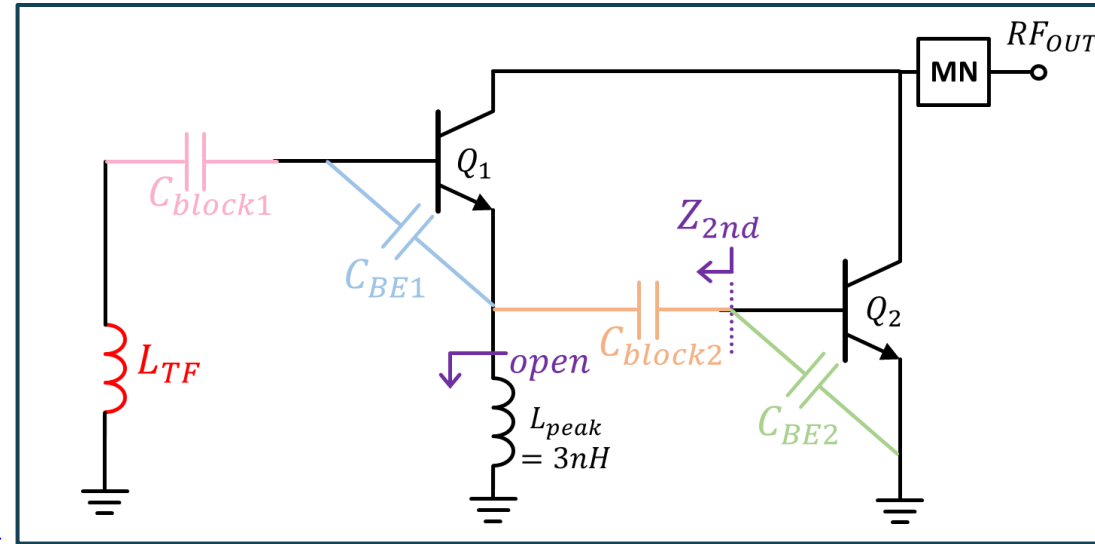 RF_OUT
MN
Q_1
C_block1
Z_2nd
C_BE1
Q_2
C_block2
open
L_TF
L_peak
= 3nH
C_BE2